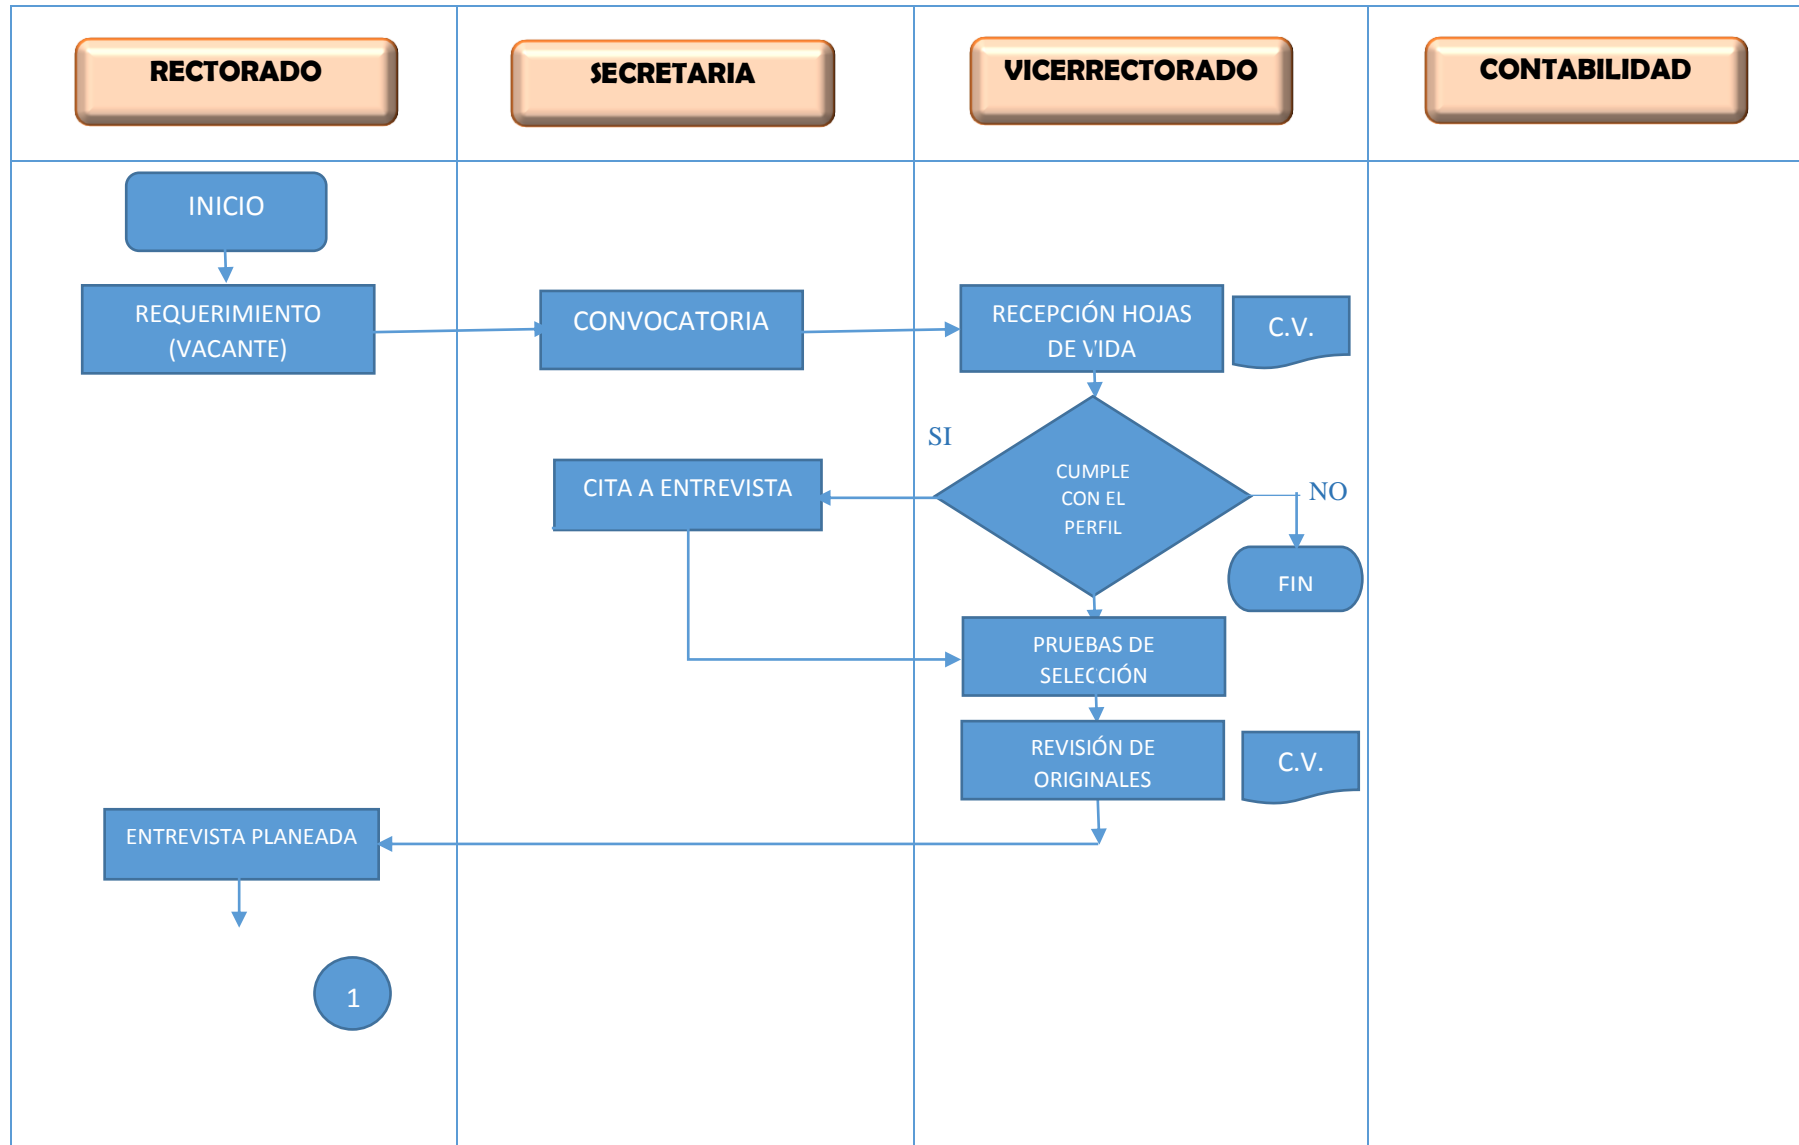 RECTORADO
SECRETARIA
VICERRECTORADO
CONTABILIDAD
INICIO
REQUERIMIENTO
(VACANTE)
CONVOCATORIA
RECEPCIÓN HOJAS
DE VIDA
C.V.
SI
CITA A ENTREVISTA
CUMPLE
CON EL
PERFIL
NO
FIN
PRUEBAS DE
SELECCIÓN
REVISIÓN DE
ORIGINALES
C.V.
ENTREVISTA PLANEADA
1